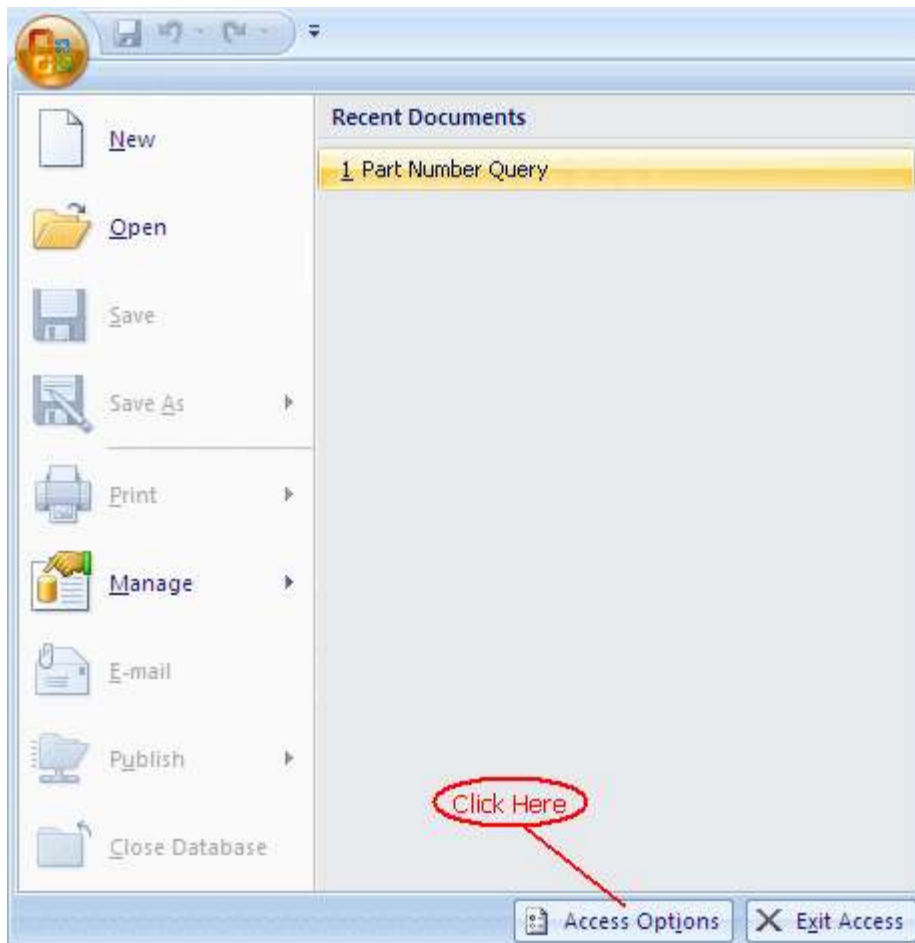 New
Open
Save
Save As
Print
Manage
E-mail
Publish
Close Database
Recent Documents
1 Part Number Query
Click Here
Access Options
Exit Access